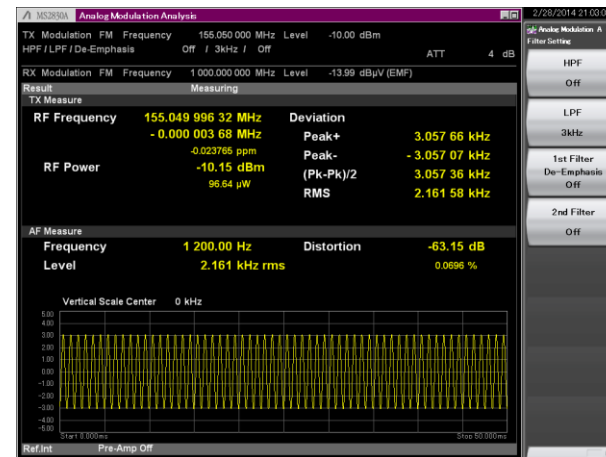 MS2830A Analog Modulation Analysis
2/28/2014 21:03:0
TX Modulation FM Frequency 155.050 000 MHz Level -10.00 dBm
HPF / LPF / De-Emphasis Off / 3kHz / Off
ATT 4 dB
RX Modulation FM Frequency 1 000.000 000 MHz Level -13.99 dBμV (EMF)
Result Measuring
TX Measure
RF Frequency 155.049 996 32 MHz Deviation
- 0.000 003 68 MHz Peak+ 3.057 66 kHz
-0.023765 ppm Peak- - 3.057 07 kHz
RF Power -10.15 dBm (Pk-Pk)/2 3.057 36 kHz
96.64 μW RMS 2.161 58 kHz
AF Measure
Frequency 1 200.00 Hz Distortion -63.15 dB
Level 2.161 kHz rms 0.0696 %
Vertical Scale Center 0 kHz
5.00
4.00
3.00
2.00
1.00
0.00
-1.00
-2.00
-3.00
-4.00
-5.00
Start 0.000ms Stop 50.000ms
Ref.Int Pre-Amp Off
Analog Modulation A
Filter Setting
HPF
Off
LPF
3kHz
1st Filter
De-Emphasis
Off
2nd Filter
Off